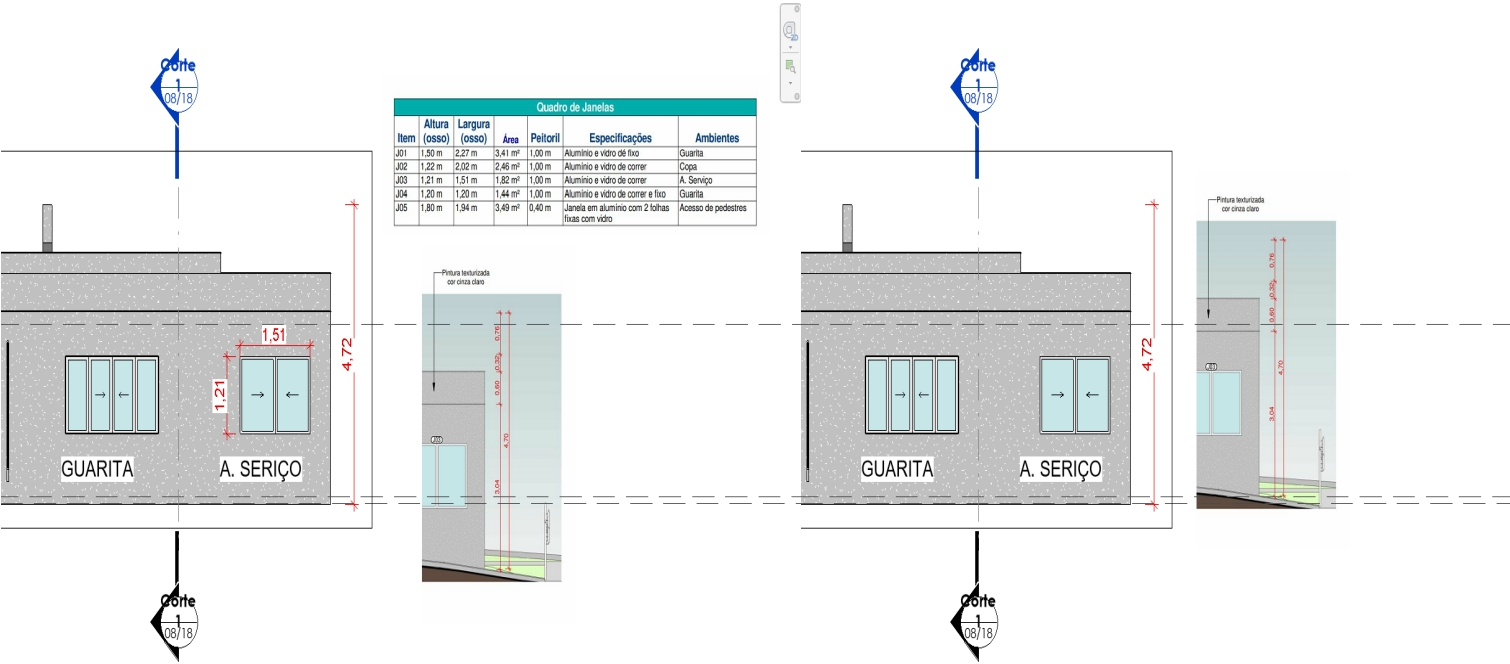 Corte
1
08/18
Quadro de Janelas
Item Altura (osso) Largura (osso) Área Peitoril Especificações Ambientes
J01 1,50 m 2,27 m 3,41 m² 1,00 m Alumínio e vidro de fixo Guarita
J02 1,22 m 2,02 m 2,46 m² 1,00 m Alumínio e vidro de correr Copa
J03 1,21 m 1,51 m 1,82 m² 1,00 m Alumínio e vidro de correr A. Serviço
J04 1,20 m 1,20 m 1,44 m² 1,00 m Alumínio e vidro de correr e fixo Guarita
J05 1,80 m 1,94 m 3,49 m² 0,40 m Janela em alumínio com 2 folhas Acesso de pedestres
fixas com vidro
1,51
1,21
4,72
GUARITA
A. SERIÇO
Corte
1
08/18
Pintura texturizada
cor cinza claro
0,76
0,32
0,60
4,70
3,04
J03
Corte
1
08/18
4,72
GUARITA
A. SERIÇO
Corte
1
08/18
Pintura texturizada
cor cinza claro
0,76
0,32
0,60
4,70
3,04
J03